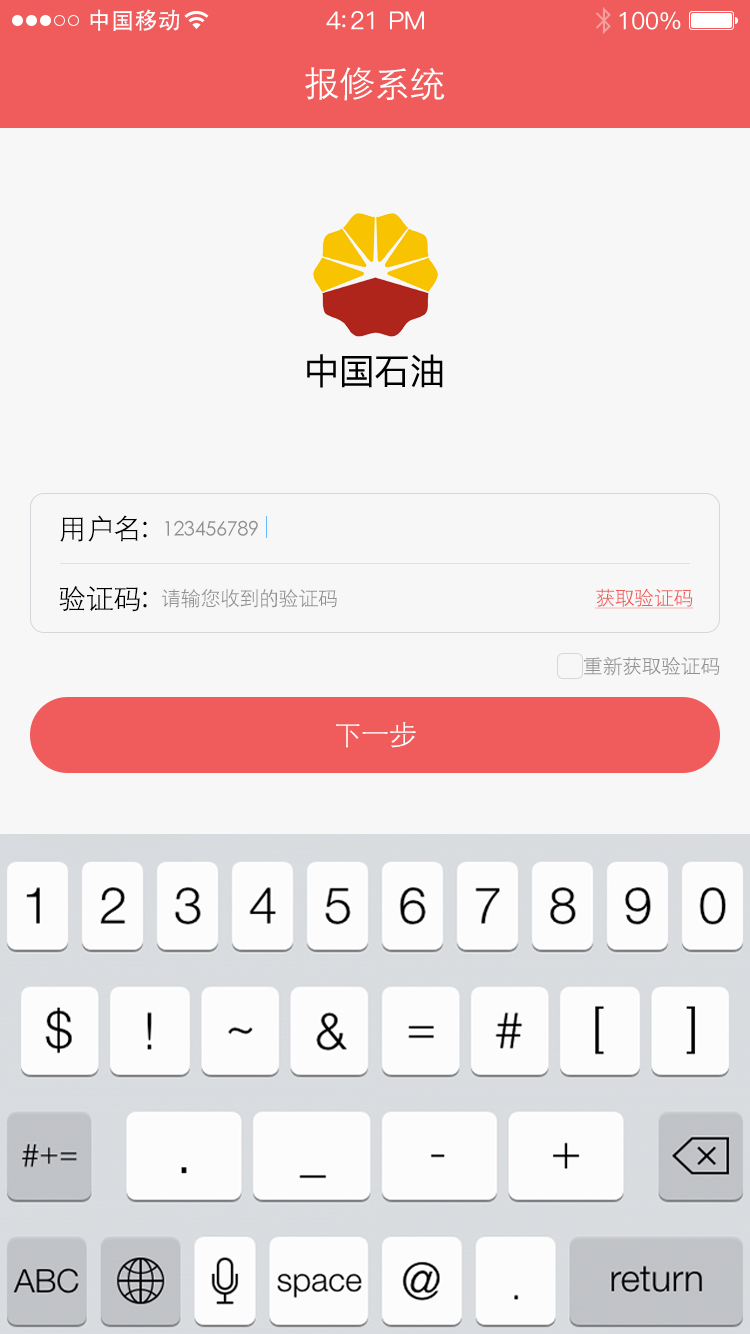 中国移动 4:21 PM 100%
报修系统
中国石油
用户名: 123456789
验证码: 请输您收到的验证码 获取验证码
重新获取验证码
下一步
1 2 3 4 5 6 7 8 9 0
$ ! ~ & = # [ ]
#+= . _ - +
ABC space @ . return